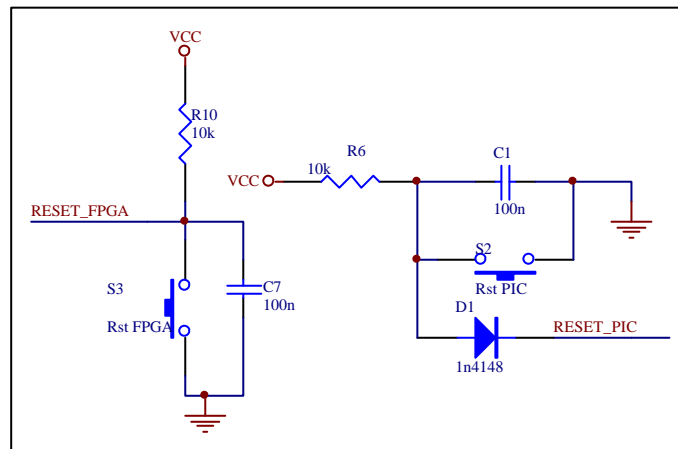 VCC
R10
10k
RESET_FPGA
S3
Rst FPGA
C7
100n
R6
10k
VCC
C1
100n
S2
Rst PIC
D1
1n4148
RESET_PIC